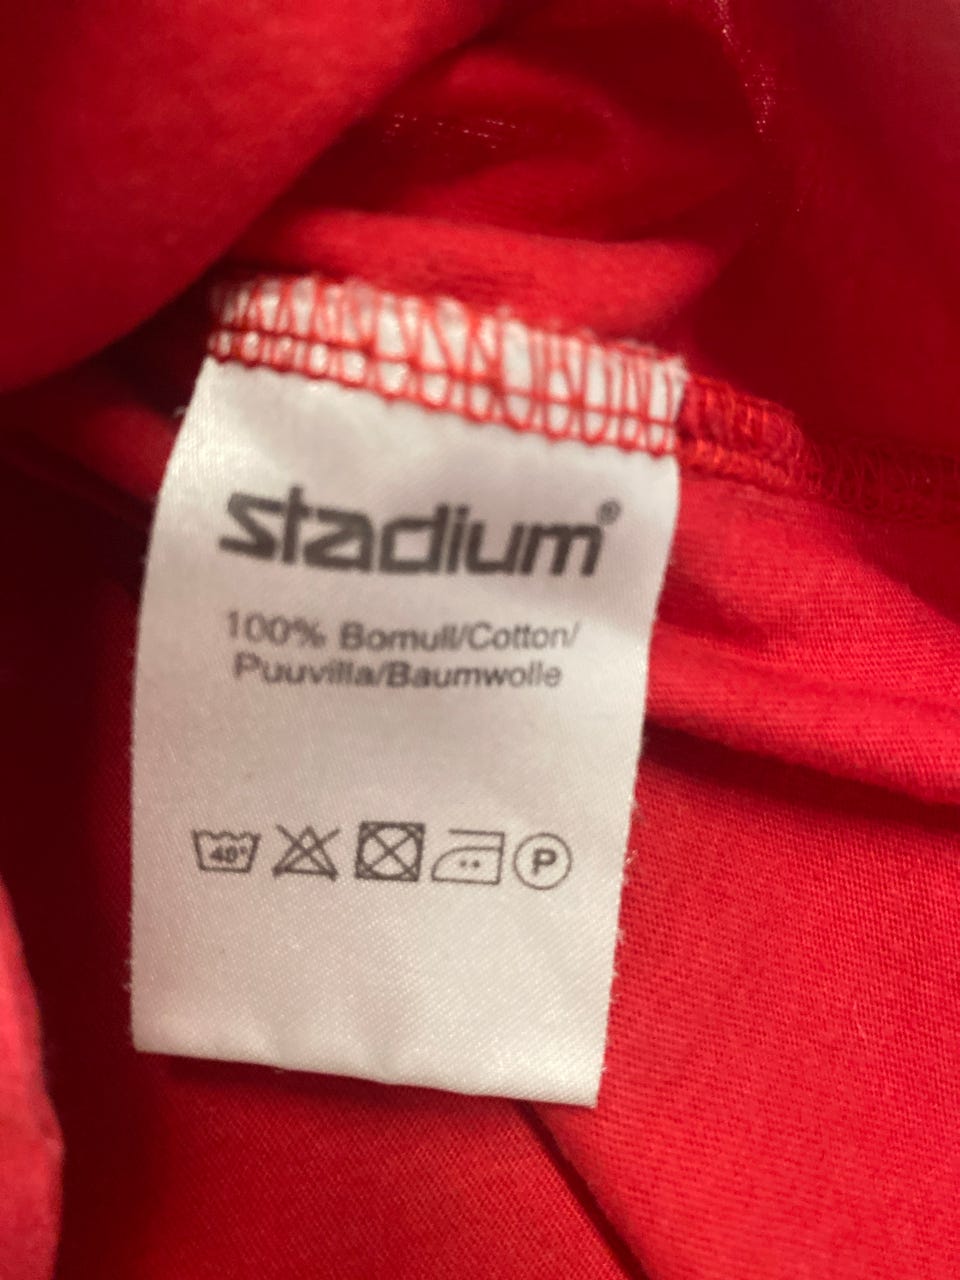 stadium®
100% Bomull/Cotton/
Puuvilla/Baumwolle
40° P